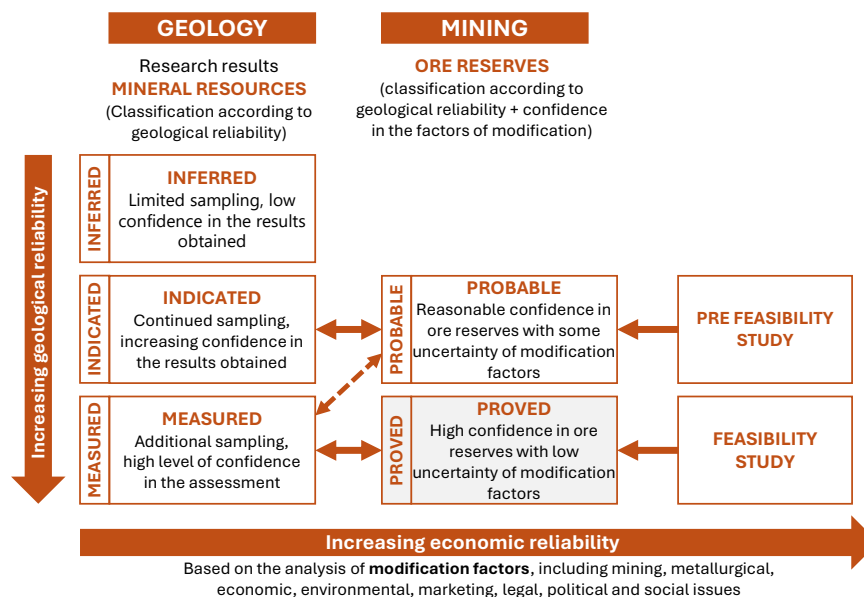 GEOLOGY
MINING
Research results
MINERAL RESOURCES
(Classification according to
geological reliability)
ORE RESERVES
(classification according to
geological reliability + confidence
in the factors of modification)
Increasing geological reliability
INFERRED
INFERRED
Limited sampling, low
confidence in the results
obtained
INDICATED
INDICATED
Continued sampling,
increasing confidence in
the results obtained
PROBABLE
PROBABLE
Reasonable confidence in
ore reserves with some
uncertainty of modification
factors
PRE FEASIBILITY
STUDY
MEASURED
MEASURED
Additional sampling,
high level of confidence
in the assessment
PROVED
PROVED
High confidence in ore
reserves with low
uncertainty of modification
factors
FEASIBILITY
STUDY
Increasing economic reliability
Based on the analysis of modification factors, including mining, metallurgical,
economic, environmental, marketing, legal, political and social issues